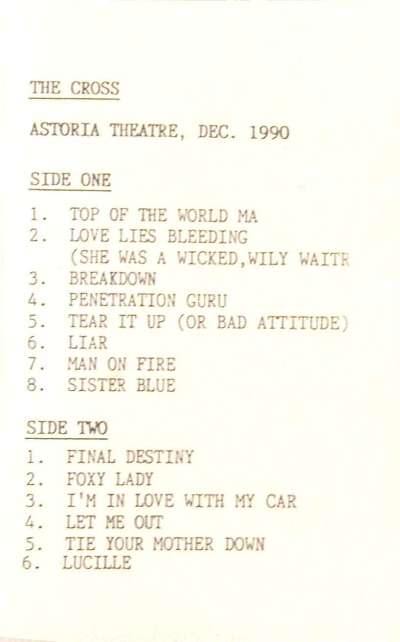 THE CROSS
ASTORIA THEATRE, DEC. 1990
SIDE ONE
1. TOP OF THE WORLD MA
2. LOVE LIES BLEEDING
(SHE WAS A WICKED,WILY WAITR
3. BREAKDOWN
4. PENETRATION GURU
5. TEAR IT UP (OR BAD ATTITUDE)
6. LIAR
7. MAN ON FIRE
8. SISTER BLUE
SIDE TWO
1. FINAL DESTINY
2. FOXY LADY
3. I'M IN LOVE WITH MY CAR
4. LET ME OUT
5. TIE YOUR MOTHER DOWN
6. LUCILLE